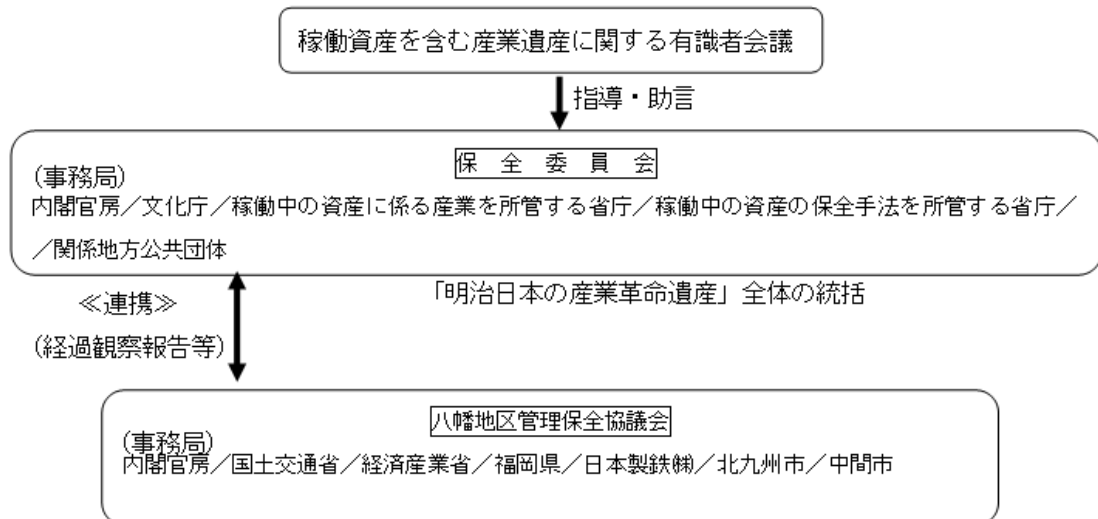 稼働資産を含む産業遺産に関する有識者会議
指導・助言
保　全　委　員　会
(事務局)
内閣官房／文化庁／稼働中の資産に係る産業を所管する省庁／稼働中の資産の保全手法を所管する省庁／
／関係地方公共団体
≪連携≫
(経過観察報告等)
「明治日本の産業革命遺産」全体の統括
八幡地区管理保全協議会
(事務局)
内閣官房／国土交通省／経済産業省／福岡県／日本製鉄㈱／北九州市／中間市